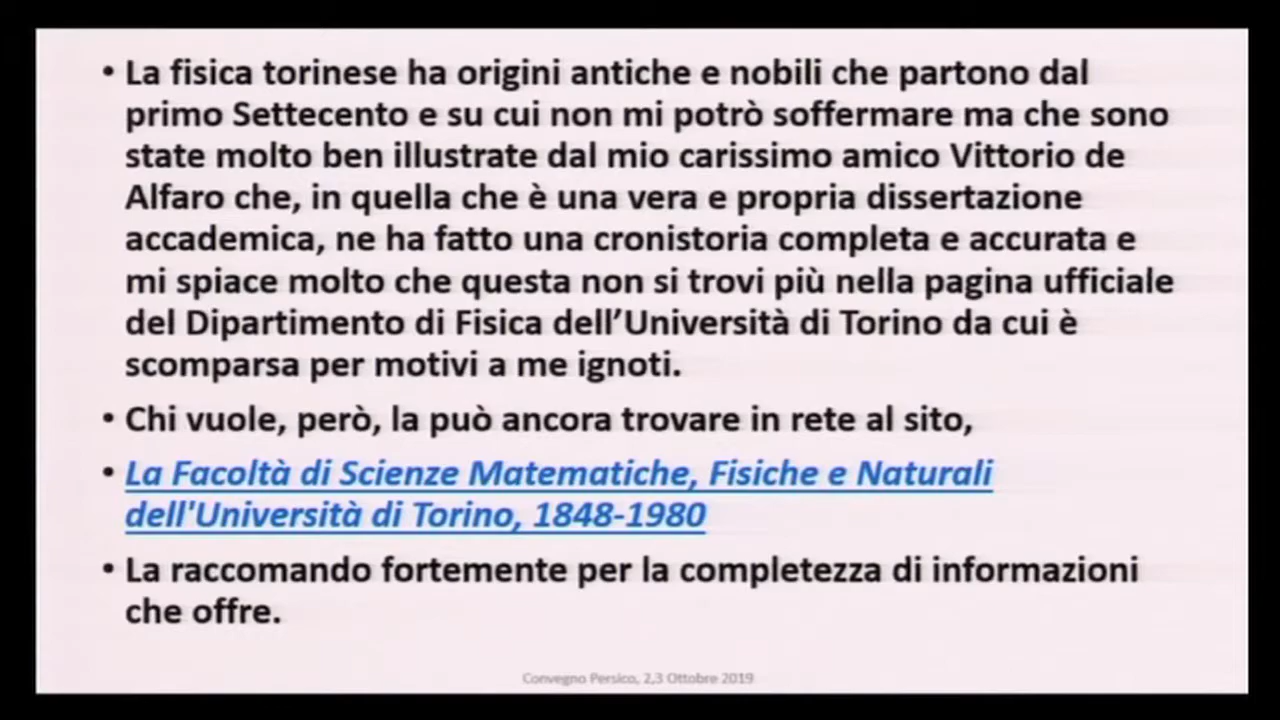 • La fisica torinese ha origini antiche e nobili che partono dal
primo Settecento e su cui non mi potrò soffermare ma che sono
state molto ben illustrate dal mio carissimo amico Vittorio de
Alfaro che, in quella che è una vera e propria dissertazione
accademica, ne ha fatto una cronistoria completa e accurata e
mi spiace molto che questa non si trovi più nella pagina ufficiale
del Dipartimento di Fisica dell’Università di Torino da cui è
scomparsa per motivi a me ignoti.
• Chi vuole, però, la può ancora trovare in rete al sito,
• La Facoltà di Scienze Matematiche, Fisiche e Naturali
dell'Università di Torino, 1848-1980
• La raccomando fortemente per la completezza di informazioni
che offre.
Convegno Persico, 2,3 Ottobre 2019